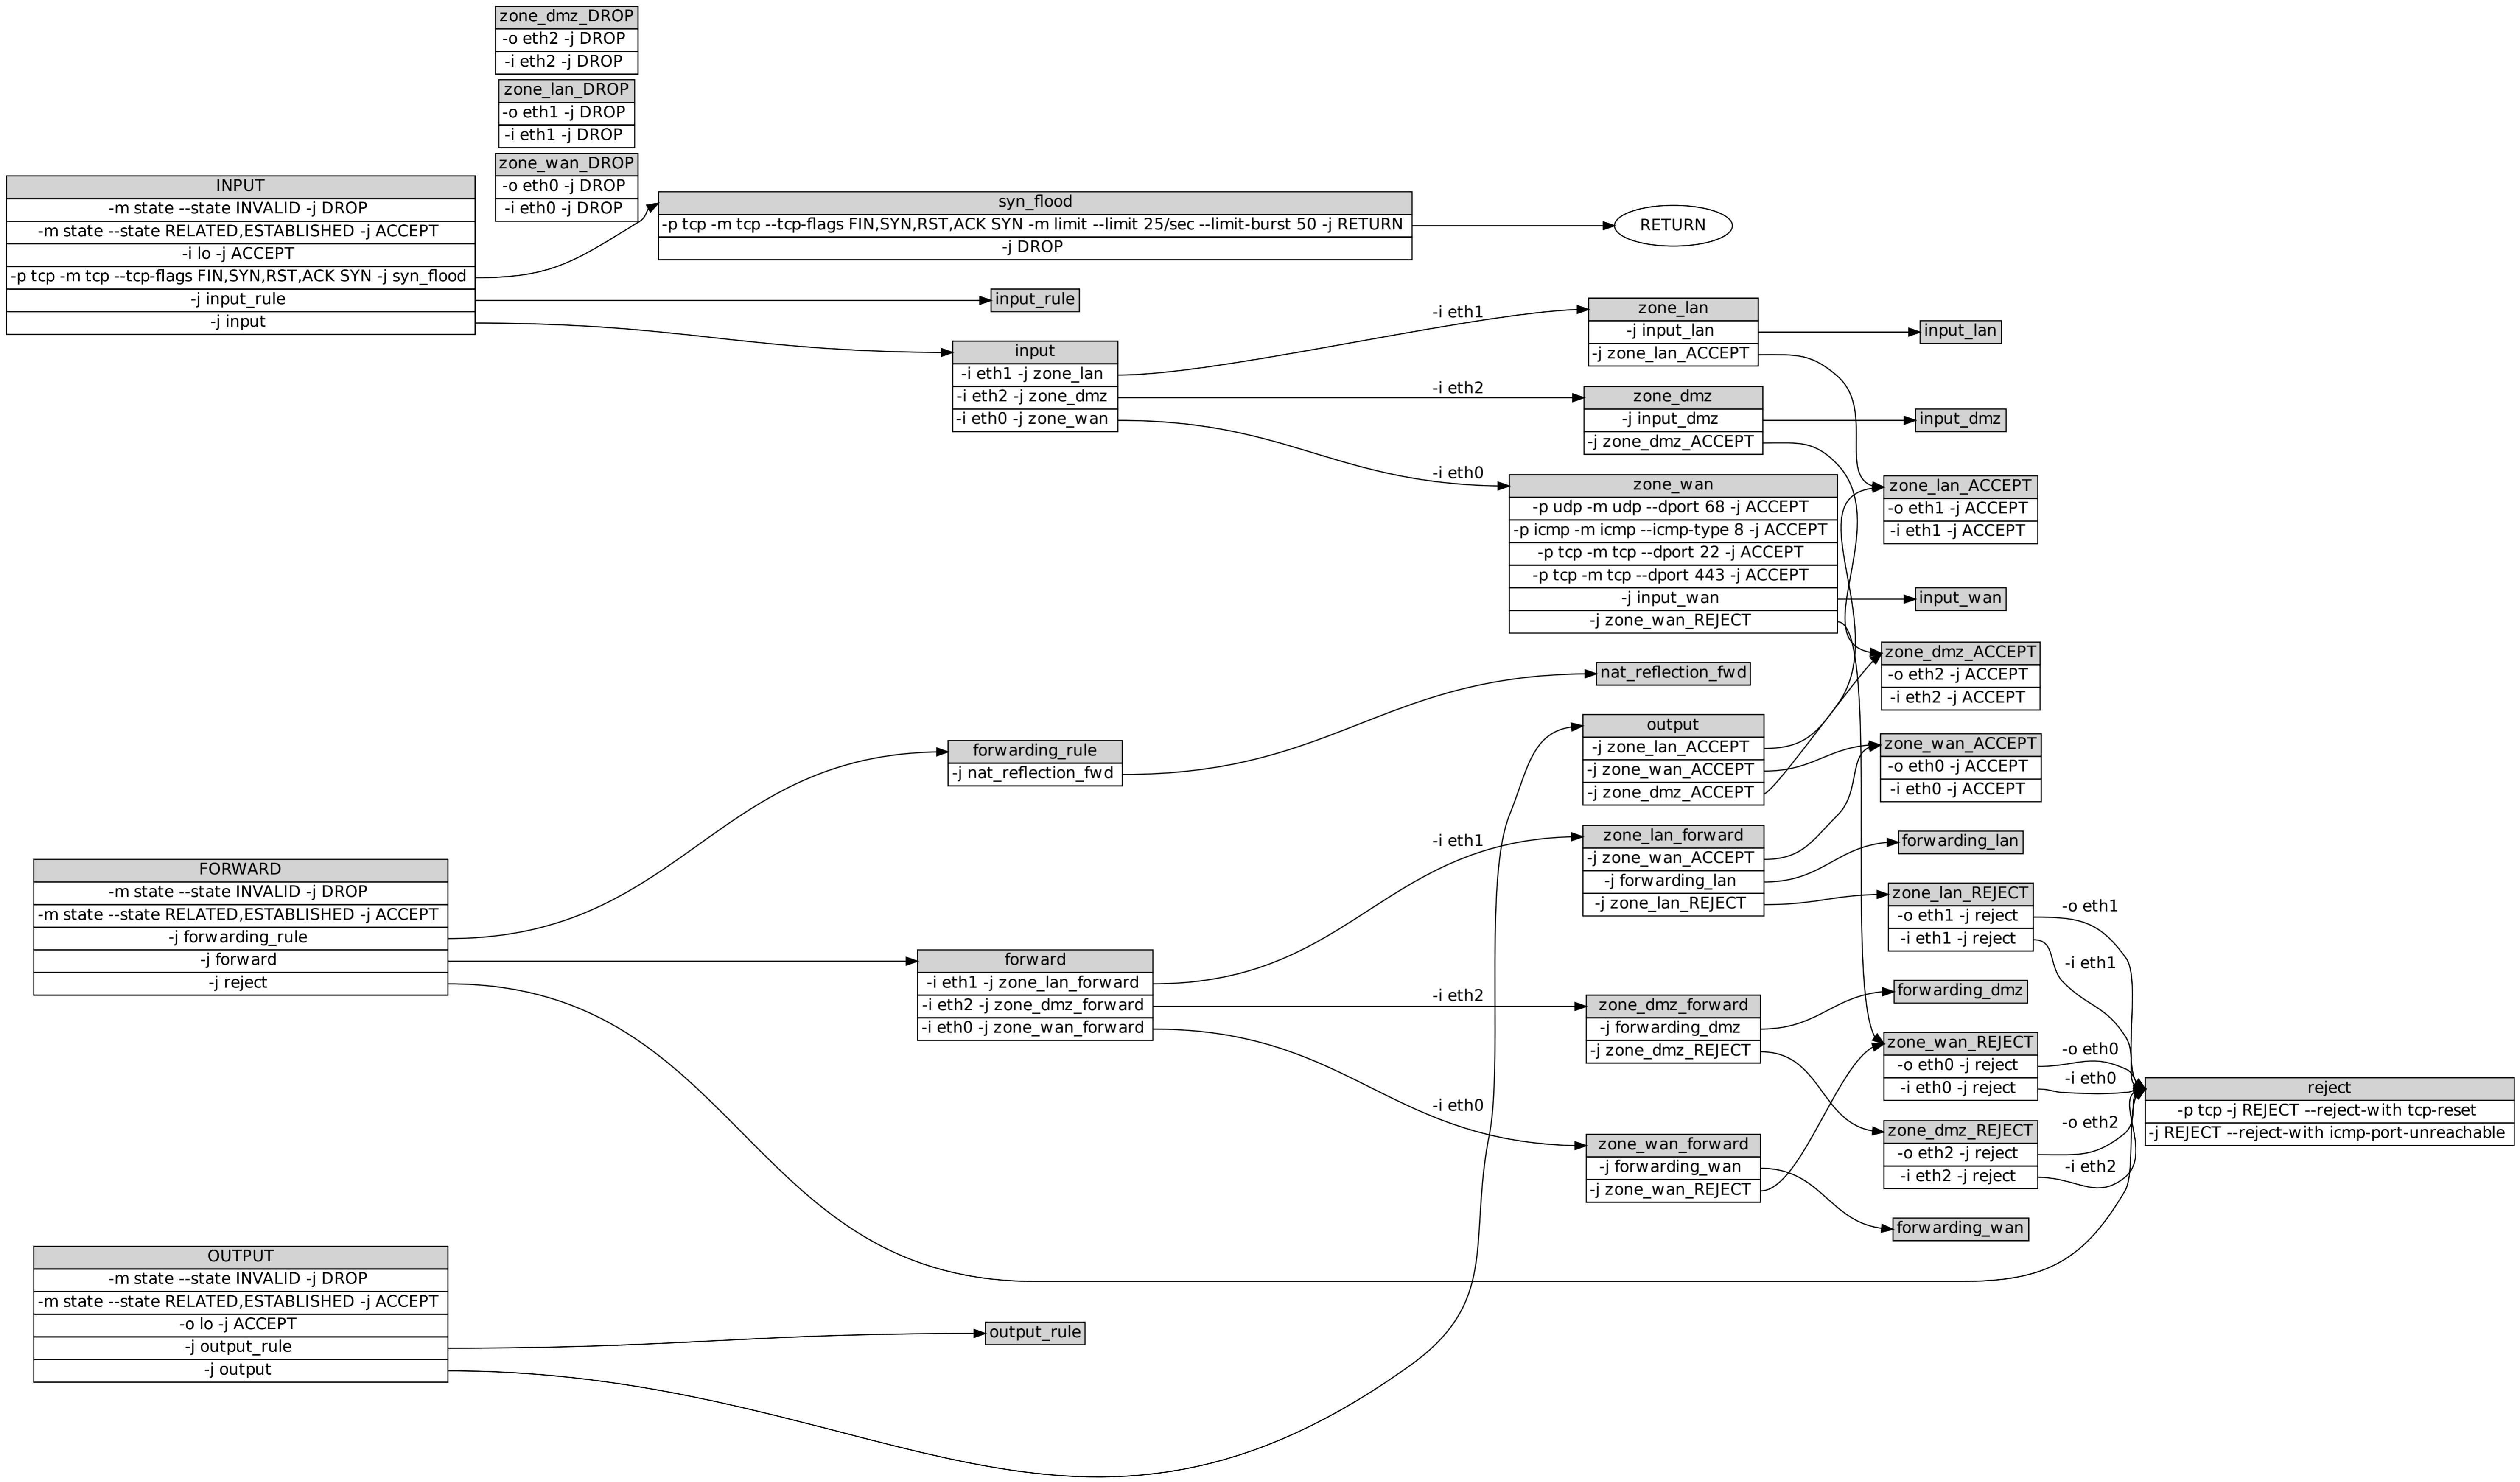 zone_dmz_DROP
-o eth2 -j DROP
-i eth2 -j DROP
zone_lan_DROP
-o eth1 -j DROP
-i eth1 -j DROP
zone_wan_DROP
-o eth0 -j DROP
-i eth0 -j DROP
INPUT
-m state --state INVALID -j DROP
-m state --state RELATED,ESTABLISHED -j ACCEPT
-i lo -j ACCEPT
-p tcp -m tcp --tcp-flags FIN,SYN,RST,ACK SYN -j syn_flood
-j input_rule
-j input
syn_flood
-p tcp -m tcp --tcp-flags FIN,SYN,RST,ACK SYN -m limit --limit 25/sec --limit-burst 50 -j RETURN
-j DROP
RETURN
input_rule
input
-i eth1 -j zone_lan
-i eth2 -j zone_dmz
-i eth0 -j zone_wan
-i eth1
-i eth2
-i eth0
zone_lan
-j input_lan
-j zone_lan_ACCEPT
zone_dmz
-j input_dmz
-j zone_dmz_ACCEPT
zone_wan
-p udp -m udp --dport 68 -j ACCEPT
-p icmp -m icmp --icmp-type 8 -j ACCEPT
-p tcp -m tcp --dport 22 -j ACCEPT
-p tcp -m tcp --dport 443 -j ACCEPT
-j input_wan
-j zone_wan_REJECT
input_lan
input_dmz
zone_lan_ACCEPT
-o eth1 -j ACCEPT
-i eth1 -j ACCEPT
input_wan
zone_dmz_ACCEPT
-o eth2 -j ACCEPT
-i eth2 -j ACCEPT
zone_wan_ACCEPT
-o eth0 -j ACCEPT
-i eth0 -j ACCEPT
FORWARD
-m state --state INVALID -j DROP
-m state --state RELATED,ESTABLISHED -j ACCEPT
-j forwarding_rule
-j forward
-j reject
forwarding_rule
-j nat_reflection_fwd
nat_reflection_fwd
forward
-i eth1 -j zone_lan_forward
-i eth2 -j zone_dmz_forward
-i eth0 -j zone_wan_forward
-i eth1
-i eth2
-i eth0
output
-j zone_lan_ACCEPT
-j zone_wan_ACCEPT
-j zone_dmz_ACCEPT
zone_lan_forward
-j zone_wan_ACCEPT
-j forwarding_lan
-j zone_lan_REJECT
zone_dmz_forward
-j forwarding_dmz
-j zone_dmz_REJECT
zone_wan_forward
-j forwarding_wan
-j zone_wan_REJECT
forwarding_lan
zone_lan_REJECT
-o eth1 -j reject
-i eth1 -j reject
forwarding_dmz
zone_wan_REJECT
-o eth0 -j reject
-i eth0 -j reject
zone_dmz_REJECT
-o eth2 -j reject
-i eth2 -j reject
forwarding_wan
-o eth1
-i eth1
-o eth0
-i eth0
-o eth2
-i eth2
reject
-p tcp -j REJECT --reject-with tcp-reset
-j REJECT --reject-with icmp-port-unreachable
OUTPUT
-m state --state INVALID -j DROP
-m state --state RELATED,ESTABLISHED -j ACCEPT
-o lo -j ACCEPT
-j output_rule
-j output
output_rule